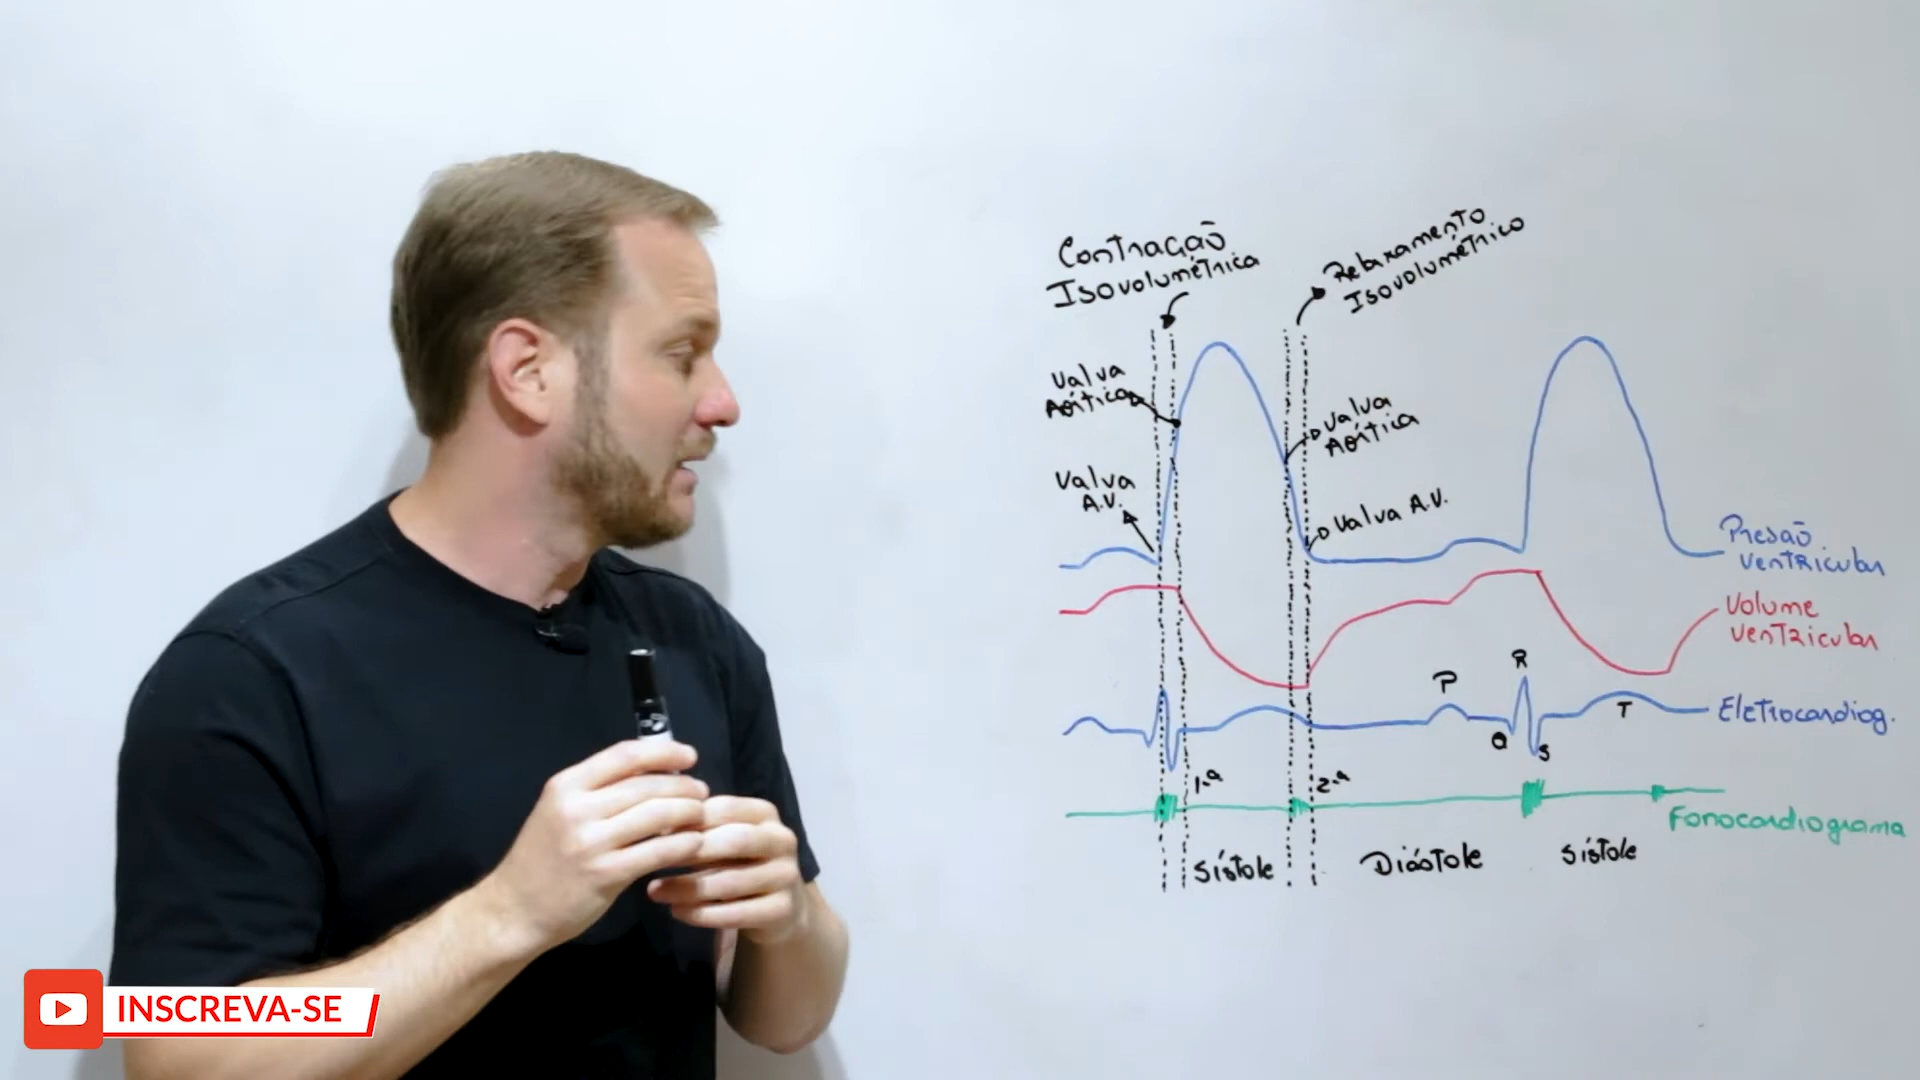 Contração
Isovolumétrica
Relaxamento
Isovolumétrico
Valva
Aórtica
Valva
Aórtica
Valva
A.V.
Valva A.V.
Presão
Ventricular
Volume
Ventricular
P
R
Q
S
T
Eletrocardiog.
1.ª
2.ª
Fonocardiograma
Sístole
Diástole
Sístole
INSCREVA-SE